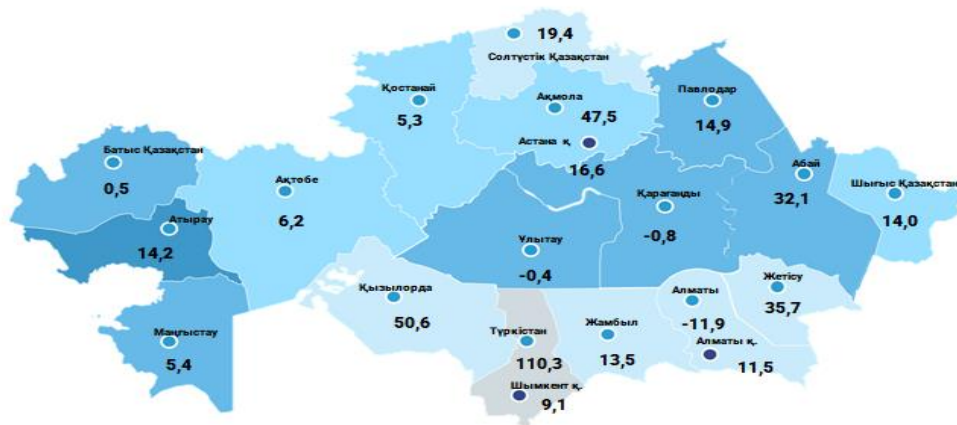 19,4
Солтүстік Қазақстан
Қостанай
5,3
Ақмола
47,5
Астана қ.
16,6
Павлодар
14,9
Батыс Қазақстан
0,5
Ақтобе
6,2
Атырау
14,2
Маңғыстау
5,4
Ұлытау
-0,4
Қарағанды
-0,8
Абай
32,1
Шығыс Қазақстан
14,0
Қызылорда
50,6
Түркістан
110,3
Шымкент қ.
9,1
Жамбыл
13,5
Алматы
-11,9
Алматы қ.
11,5
Жетісу
35,7